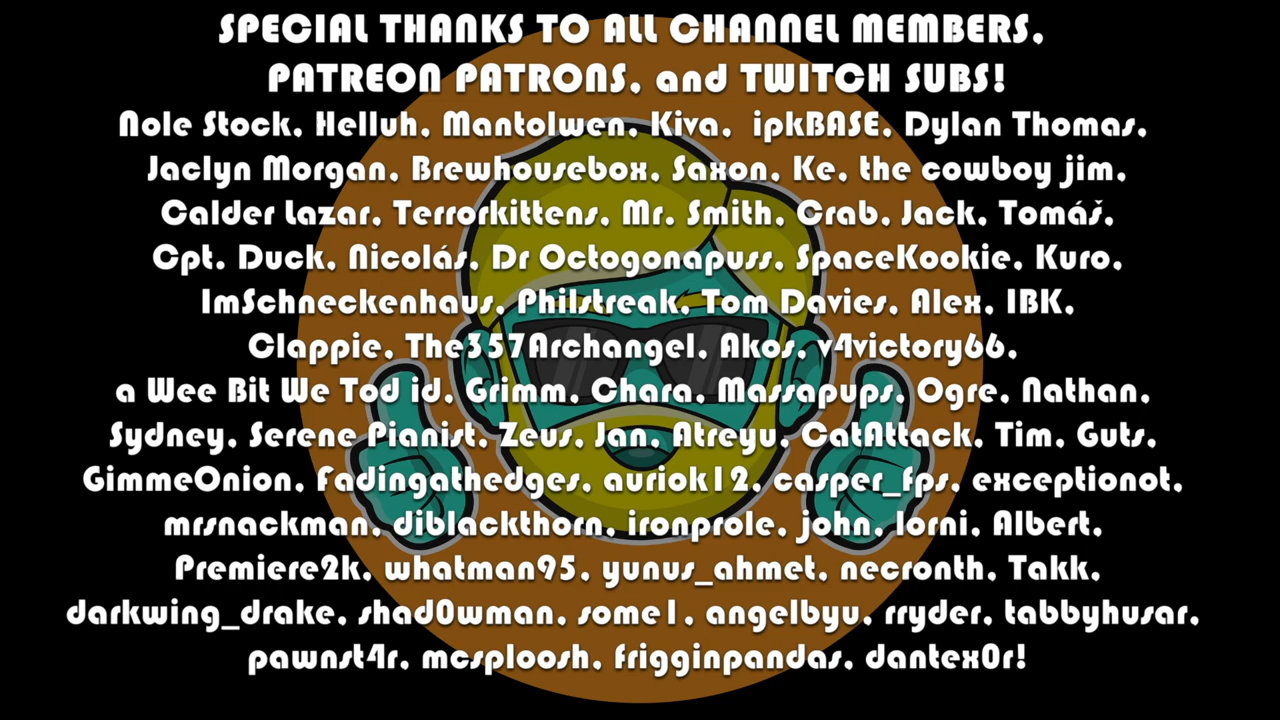 SPECIAL THANKS TO ALL CHANNEL MEMBERS,
PATREON PATRONS, and TWITCH SUBS!
Nole Stock, Helluh, Mantolwen, Kiva,  ipkBASE, Dylan Thomas,
Jaclyn Morgan, Brewhousebox, Saxon, Ke, the cowboy jim,
Calder Lazar, Terrorkittens, Mr. Smith, Crab, Jack, Tomáš,
Cpt. Duck, Nicolás, Dr Octogonapuss, SpaceKookie, Kuro,
ImSchneckenhaus, Philstreak, Tom Davies, Alex, IBK,
Clappie, The357Archangel, Akos, v4victory66,
a Wee Bit We Tod id, Grimm, Chara, Massapups, Ogre, Nathan,
Sydney, Serene Pianist, Zeus, Jan, Atreyu, CatAttack, Tim, Guts,
GimmeOnion, Fadingathedges, auriok12, casper_fps, exceptionot,
mrsnackman, diblackthorn, ironprole, john, lorni, Albert,
Premiere2k, whatman95, yunus_ahmet, necronth, Takk,
darkwing_drake, shad0wman, some1, angelbyu, rryder, tabbyhusar,
pawnst4r, mcsploosh, frigginpandas, dantex0r!